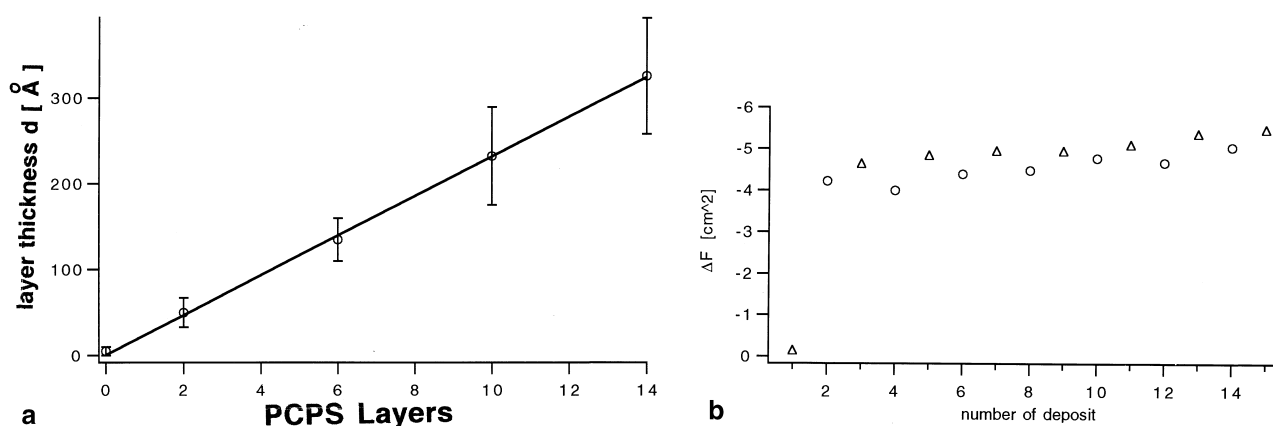 layer thickness d [Å]
300
200
100
0
0 2 4 6 8 10 12 14
PCPS Layers
a
-6
-5
-4
-3
-2
-1
0
ΔF [cm^2]
2 4 6 8 10 12 14
number of deposit
b